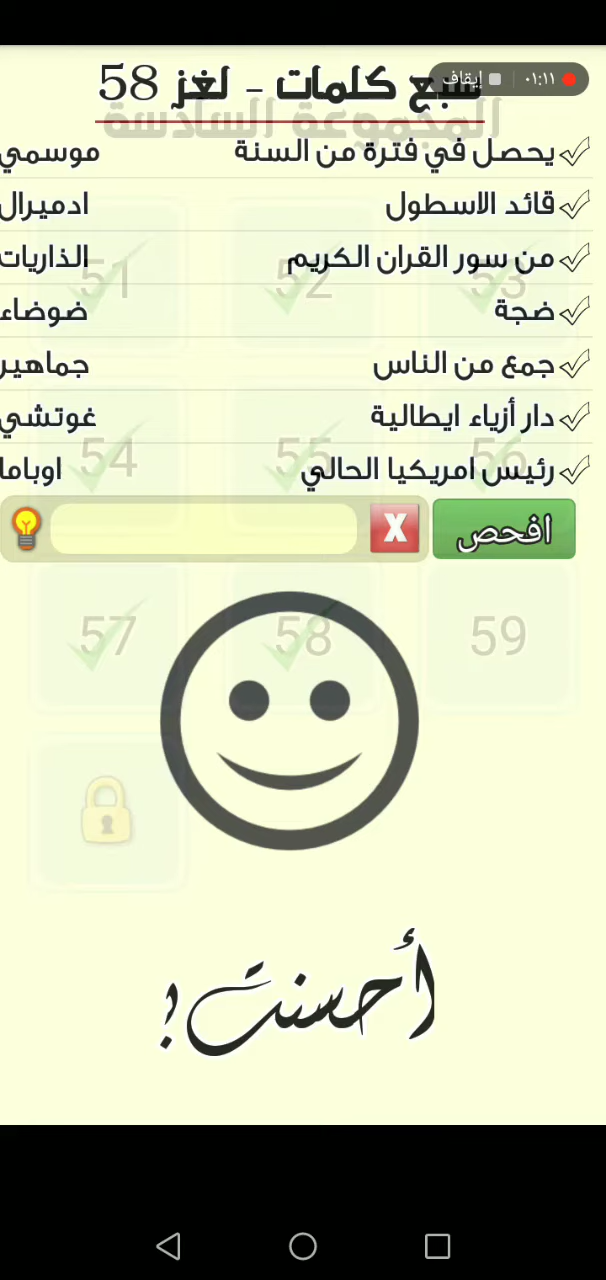 إيقاف ٠١:١١
سبع كلمات - لغز 58
المجموعة السادسة
يحصل في فترة من السنة موسمي
قائد الاسطول ادميرال
من سور القران الكريم الذاريات
ضجة ضوضاء
جمع من الناس جماهير
دار أزياء ايطالية غوتشي
رئيس امريكيا الحالي اوباما
افحص X
51 52 53
54 55 56
57 58 59
أحسنت !